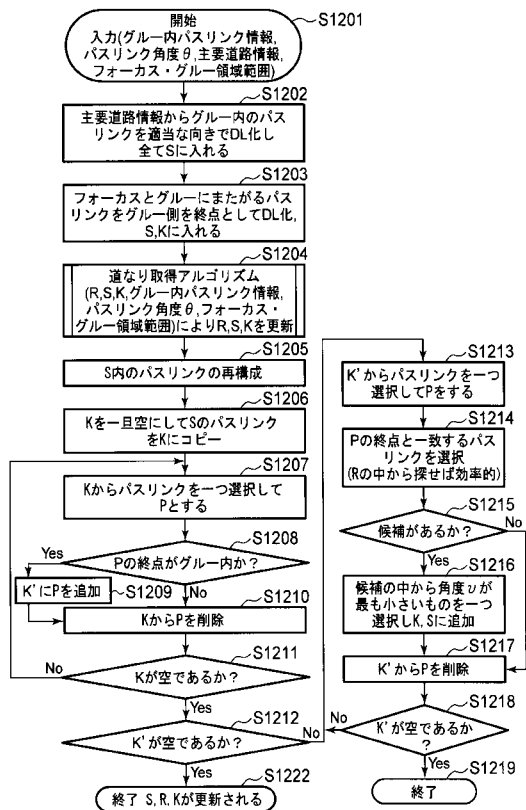 開始
S1201
入力(グルー内パスリンク情報,
パスリンク角度θ,主要道路情報,
フォーカス・グルー領域範囲)
S1202
主要道路情報からグルー内のパス
リンクを適当な向きでDL化し
全てSに入れる
S1203
フォーカスとグルーにまたがるパス
リンクをグルー側を終点としてDL化,
S,Kに入れる
S1204
道なり取得アルゴリズム
(R,S,K,グルー内パスリンク情報,
パスリンク角度θ,フォーカス・
グルー領域範囲)によりR,S,Kを更新
S1205
S内のパスリンクの再構成
S1206
Kを一旦空にしてSのパスリンク
をKにコピー
S1207
Kからパスリンクを一つ選択して
Pとする
S1208
Pの終点がグルー内か?
Yes
No
K'にPを追加
S1209
S1210
KからPを削除
S1211
Kが空であるか?
No
Yes
S1212
K'が空であるか?
No
Yes
S1222
終了 S,R,Kが更新される
S1213
K'からパスリンクを一つ
選択してPをする
S1214
Pの終点と一致するパス
リンクを選択
(Rの中から探せば効率的)
S1215
候補があるか?
No
Yes
S1216
候補の中から角度υが
最も小さいものを一つ
選択しK,Sに追加
S1217
K'からPを削除
S1218
K'が空であるか
?
No
Yes
S1219
終了